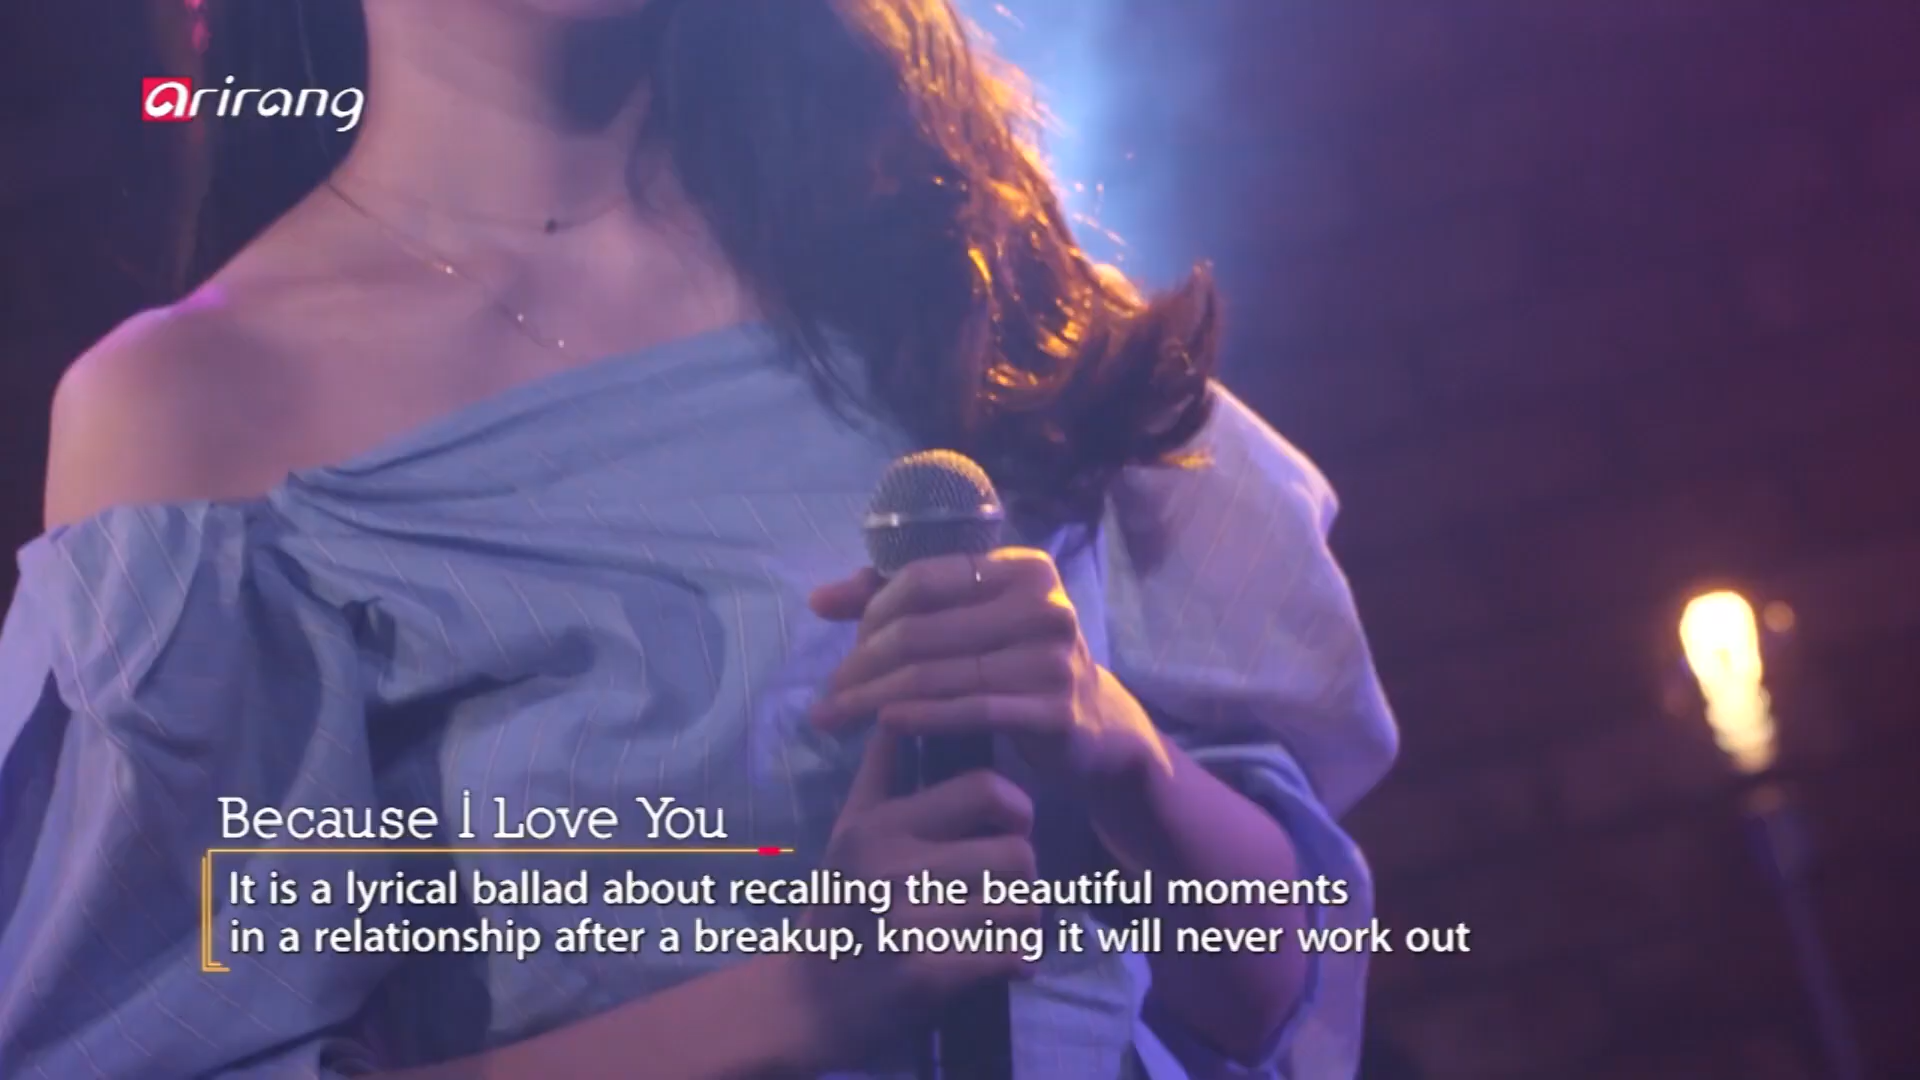 arirang
Because I Love You
It is a lyrical ballad about recalling the beautiful moments
in a relationship after a breakup, knowing it will never work out